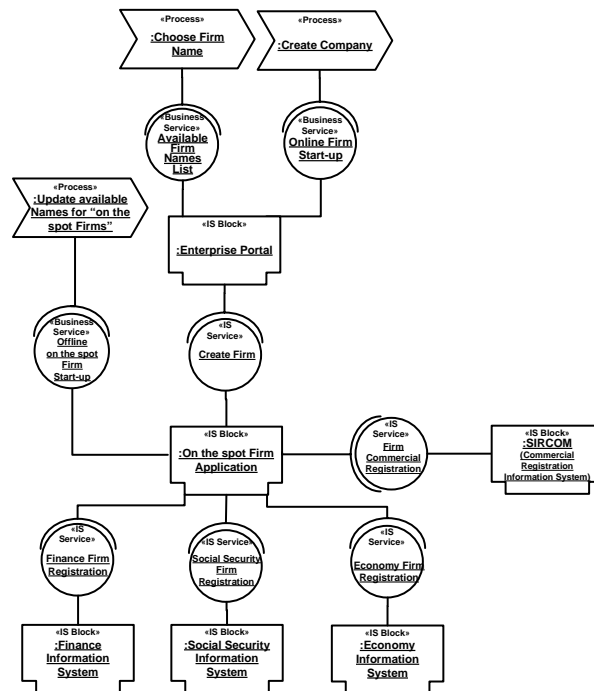 «Process»
:Choose Firm
Name
«Process»
:Create Company
«Business
Service»
Available
Firm
Names
List
«Business
Service»
Online Firm
Start-up
«Process»
:Update available
Names for “on the
spot Firms”
«IS Block»
:Enterprise Portal
«Business
Service»
Offline
on the spot
Firm
Start-up
«IS
Service»
Create Firm
«IS Block»
:On the spot Firm
Application
«IS
Service»
Firm
Commercial
Registration
«IS Block»
:SIRCOM
(Commercial
Registration
Information System)
«IS
Service»
Finance Firm
Registration
«IS Service»
Social Security
Firm
Registration
«IS
Service»
Economy Firm
Registration
«IS Block»
:Finance
Information
System
«IS Block»
:Social Security
Information
System
«IS Block»
:Economy
Information
System